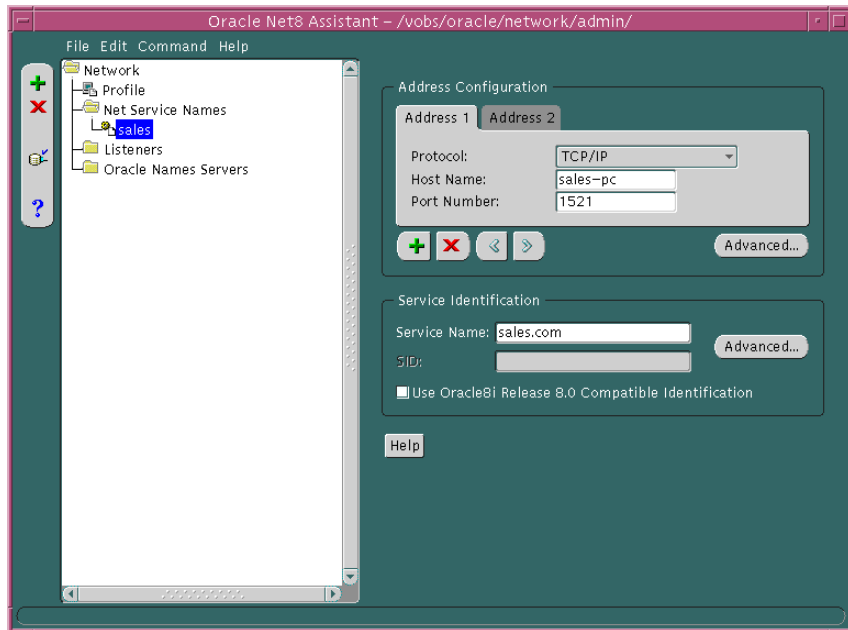 Oracle Net8 Assistant – /vobs/oracle/network/admin/
File Edit Command Help
Network
Profile
Net Service Names
sales
Listeners
Oracle Names Servers
?
Address Configuration
Address 1 Address 2
Protocol: TCP/IP
Host Name: sales-pc
Port Number: 1521
Advanced...
Service Identification
Service Name: sales.com
Advanced...
SID:
Use Oracle8i Release 8.0 Compatible Identification
Help